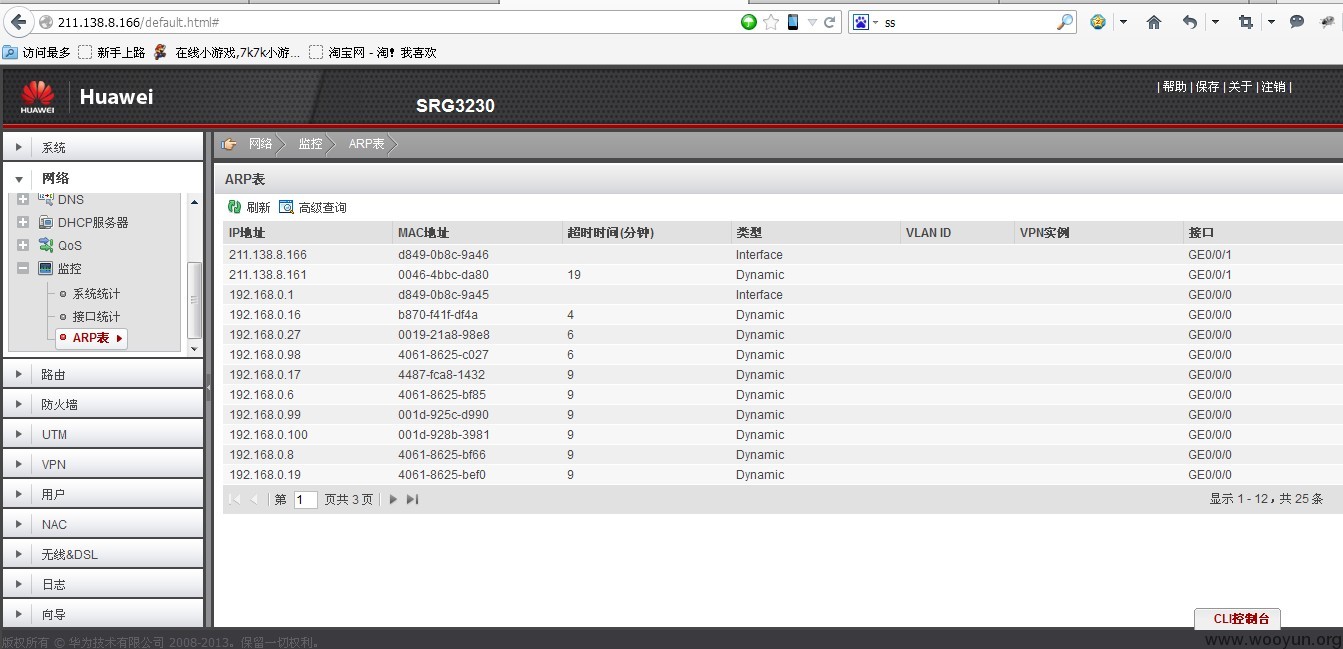 211.138.8.166/default.html#
ss
访问最多 新手上路 在线小游戏,7k7k小游... 淘宝网 - 淘! 我喜欢
HUAWEI Huawei
SRG3230
| 帮助 | 保存 | 关于 | 注销 |
系统
网络
DNS
DHCP服务器
QoS
监控
系统统计
接口统计
ARP表
路由
防火墙
UTM
VPN
用户
NAC
无线&DSL
日志
向导
网络 监控 ARP表
ARP表
刷新 高级查询
IP地址 MAC地址 超时时间(分钟) 类型 VLAN ID VPN实例 接口
211.138.8.166 d849-0b8c-9a46 Interface GE0/0/1
211.138.8.161 0046-4bbc-da80 19 Dynamic GE0/0/1
192.168.0.1 d849-0b8c-9a45 Interface GE0/0/0
192.168.0.16 b870-f41f-df4a 4 Dynamic GE0/0/0
192.168.0.27 0019-21a8-98e8 6 Dynamic GE0/0/0
192.168.0.98 4061-8625-c027 6 Dynamic GE0/0/0
192.168.0.17 4487-fca8-1432 9 Dynamic GE0/0/0
192.168.0.6 4061-8625-bf85 9 Dynamic GE0/0/0
192.168.0.99 001d-925c-d990 9 Dynamic GE0/0/0
192.168.0.100 001d-928b-3981 9 Dynamic GE0/0/0
192.168.0.8 4061-8625-bf66 9 Dynamic GE0/0/0
192.168.0.19 4061-8625-bef0 9 Dynamic GE0/0/0
第 1 页共 3 页
显示 1 - 12，共 25 条
CLI控制台
版权所有 © 华为技术有限公司 2008-2013。保留一切权利。
www.wooyun.org